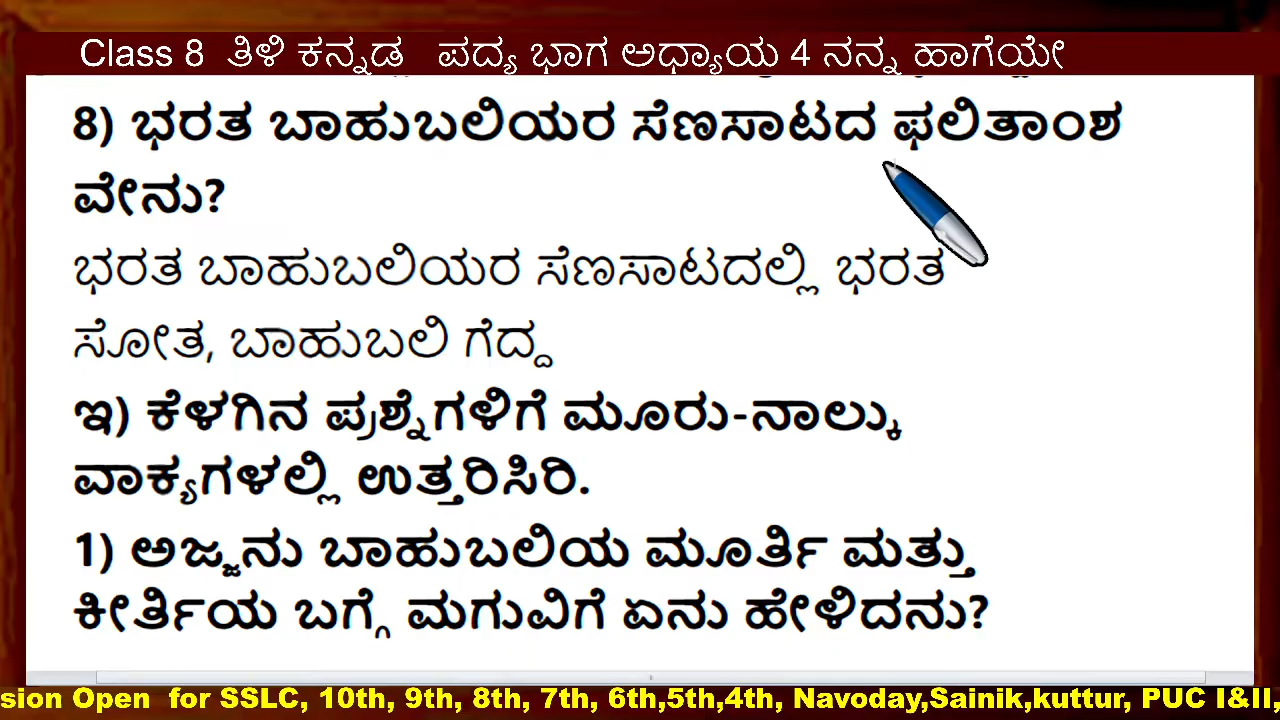 Class 8 ತಿಳಿ ಕನ್ನಡ ಪದ್ಯ ಭಾಗ ಅಧ್ಯಾಯ 4 ನನ್ನ ಹಾಗೆಯೇ
8) ಭರತ ಬಾಹುಬಲಿಯರ ಸೆಣಸಾಟದ ಫಲಿತಾಂಶ
ವೇನು?
ಭರತ ಬಾಹುಬಲಿಯರ ಸೆಣಸಾಟದಲ್ಲಿ ಭರತ
ಸೋತ, ಬಾಹುಬಲಿ ಗೆದ್ದ
ಇ) ಕೆಳಗಿನ ಪ್ರಶ್ನೆಗಳಿಗೆ ಮೂರು-ನಾಲ್ಕು
ವಾಕ್ಯಗಳಲ್ಲಿ ಉತ್ತರಿಸಿರಿ.
1) ಅಜ್ಜನು ಬಾಹುಬಲಿಯ ಮೂರ್ತಿ ಮತ್ತು
ಕೀರ್ತಿಯ ಬಗ್ಗೆ ಮಗುವಿಗೆ ಏನು ಹೇಳಿದನು?
sion Open for SSLC, 10th, 9th, 8th, 7th, 6th,5th,4th, Navoday,Sainik,kuttur, PUC I&II,